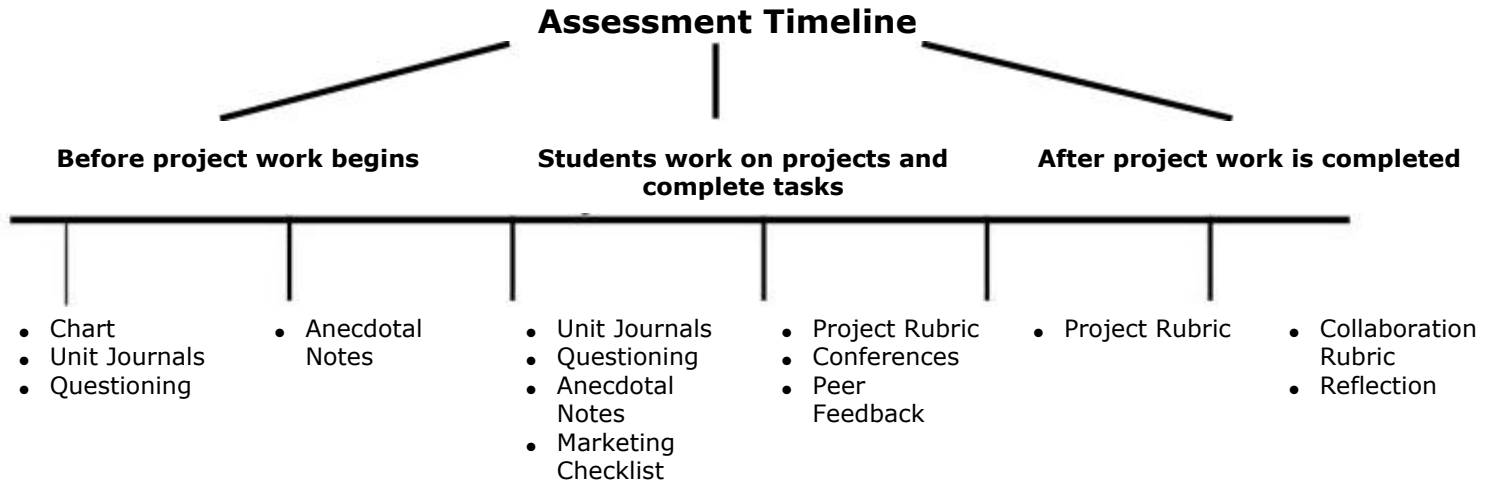 Assessment Timeline
Before project work begins
Students work on projects and
complete tasks
After project work is completed
• Chart
• Unit Journals
• Questioning
• Anecdotal
Notes
• Unit Journals
• Questioning
• Anecdotal
Notes
• Marketing
Checklist
• Project Rubric
• Conferences
• Peer
Feedback
• Project Rubric
• Collaboration
Rubric
• Reflection